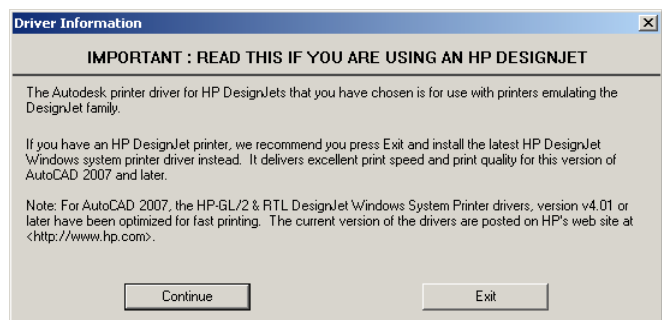 Driver Information
IMPORTANT : READ THIS IF YOU ARE USING AN HP DESIGNJET
The Autodesk printer driver for HP DesignJets that you have chosen is for use with printers emulating the
DesignJet family.
If you have an HP DesignJet printer, we recommend you press Exit and install the latest HP DesignJet
Windows system printer driver instead. It delivers excellent print speed and print quality for this version of
AutoCAD 2007 and later.
Note: For AutoCAD 2007, the HP-GL/2 & RTL DesignJet Windows System Printer drivers, version v4.01 or
later have been optimized for fast printing. The current version of the drivers are posted on HP's web site at
<http://www.hp.com>.
Continue
Exit